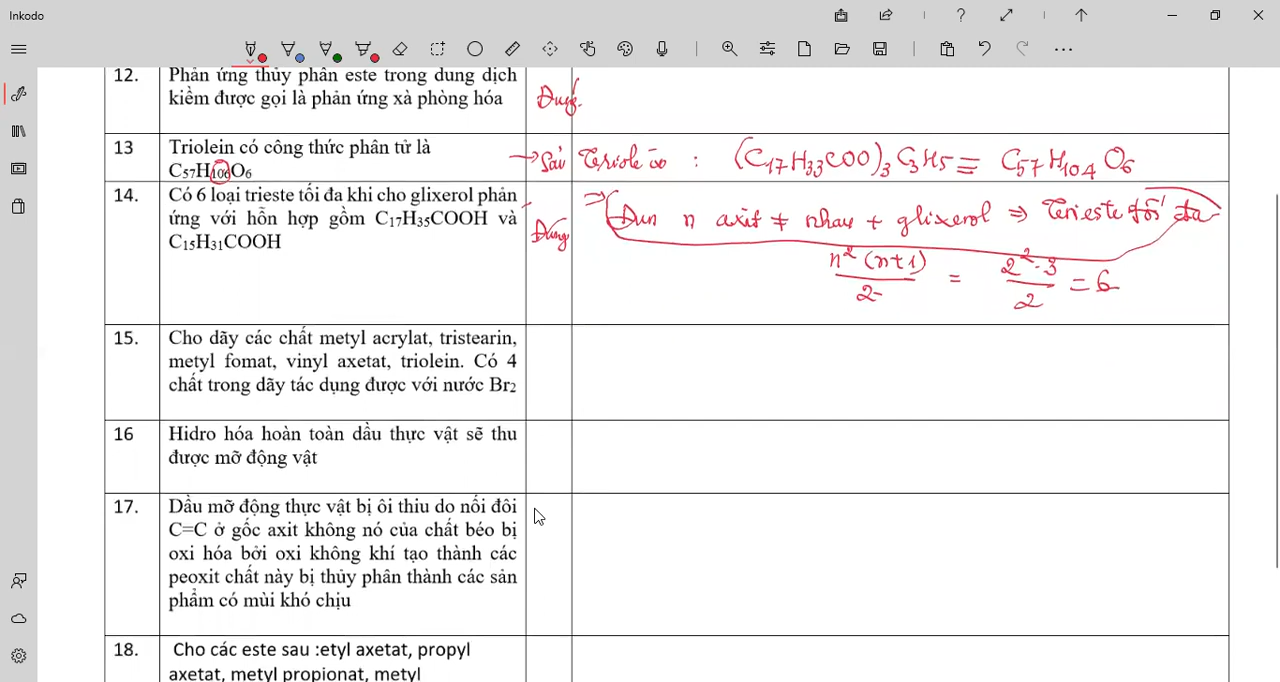 Inkodo
12.
Phản ứng thủy phân este trong dung dịch
kiềm được gọi là phản ứng xà phòng hóa
13
Triolein có công thức phân tử là
C₅₇H₁₀₆O₆
→ Sai
: (C₁₇H₃₃COO)₃C₃H₅ ≡ C₅₇H₁₀₄O₆
14.
Có 6 loại trieste tối đa khi cho glixerol phản
ứng với hỗn hợp gồm C₁₇H₃₅COOH và
C₁₅H₃₁COOH
Đúng
⇒ Đun n axit ≠ nhau + glixerol ⇒ Trieste tối đa
n² (n+1)
2
=
2² · 3
2
= 6
15.
Cho dãy các chất metyl acrylat, tristearin,
metyl fomat, vinyl axetat, triolein. Có 4
chất trong dãy tác dụng được với nước Br₂
16
Hidro hóa hoàn toàn dầu thực vật sẽ thu
được mỡ động vật
17.
Dầu mỡ động thực vật bị ôi thiu do nối đôi
C=C ở gốc axit không nó của chất béo bị
oxi hóa bởi oxi không khí tạo thành các
peoxit chất này bị thủy phân thành các sản
phẩm có mùi khó chịu
18.
Cho các este sau :etyl axetat, propyl
axetat, metyl propionat, metyl